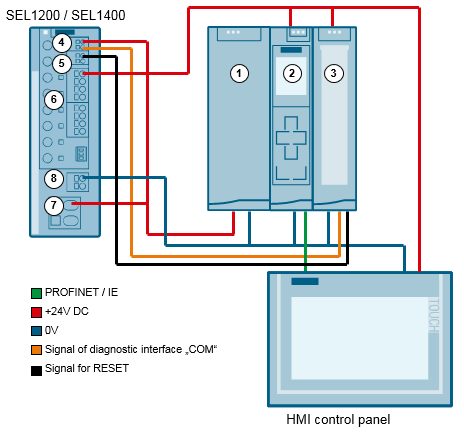 SEL1200 / SEL1400
4
5
6
8
7
1
2
3
PROFINET / IE
+24V DC
0V
Signal of diagnostic interface „COM“
Signal for RESET
TOUCH
HMI control panel